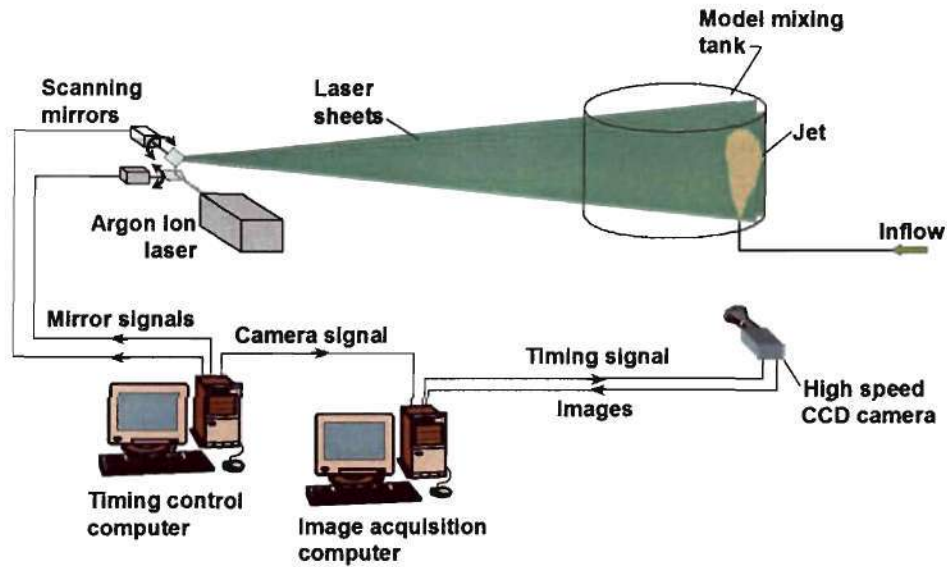 Model mixing
tank
Scanning
mirrors
Laser
sheets
Jet
Argon Ion
laser
Inflow
Mirror signals
Camera signal
Timing signal
Images
High speed
CCD camera
Timing control
computer
Image acquisition
computer